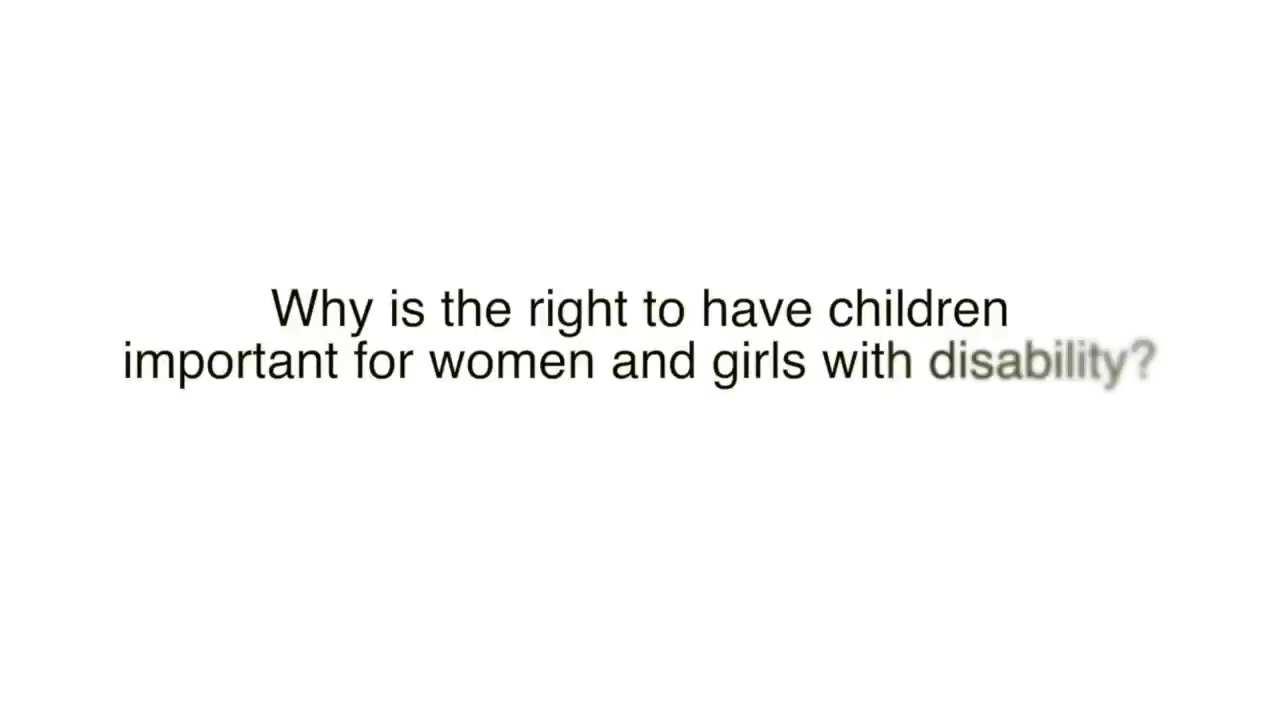 Why is the right to have children
important for women and girls with disability?